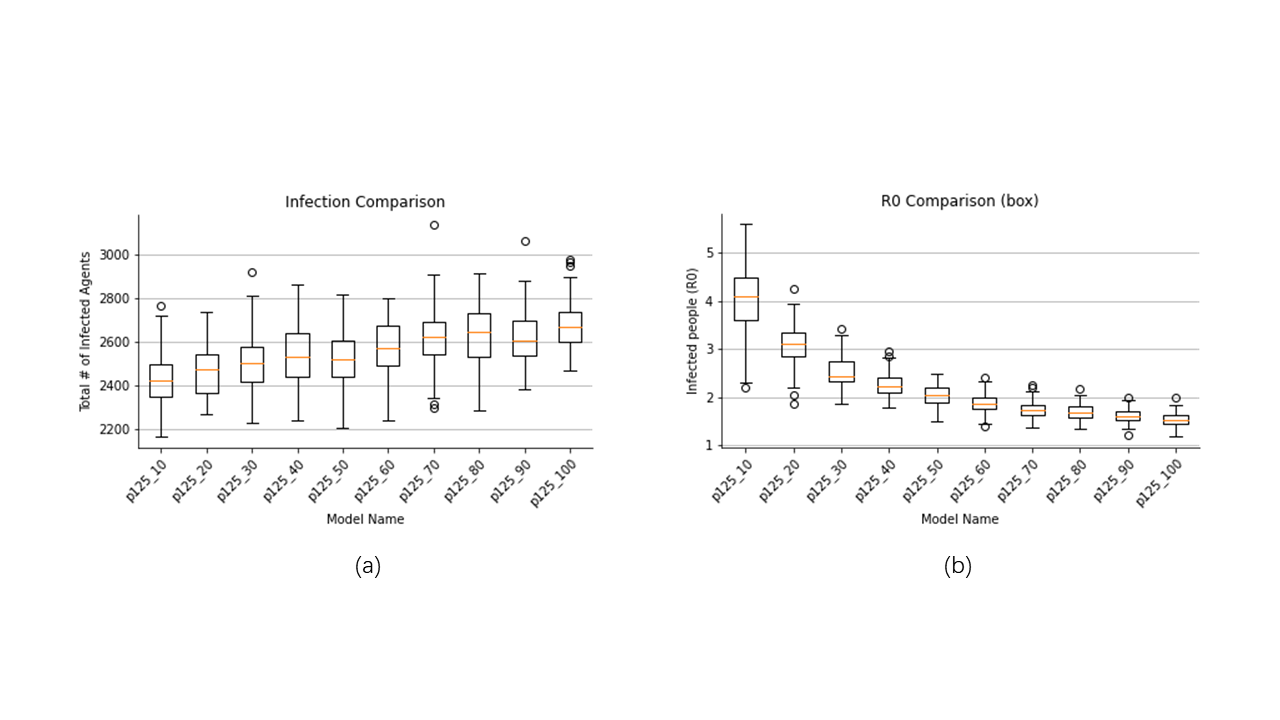 Infection Comparison
Total # of Infected Agents
3000
2800
2600
2400
2200
p125_10
p125_20
p125_30
p125_40
p125_50
p125_60
p125_70
p125_80
p125_90
p125_100
Model Name
(a)
R0 Comparison (box)
Infected people (R0)
5
4
3
2
1
p125_10
p125_20
p125_30
p125_40
p125_50
p125_60
p125_70
p125_80
p125_90
p125_100
Model Name
(b)